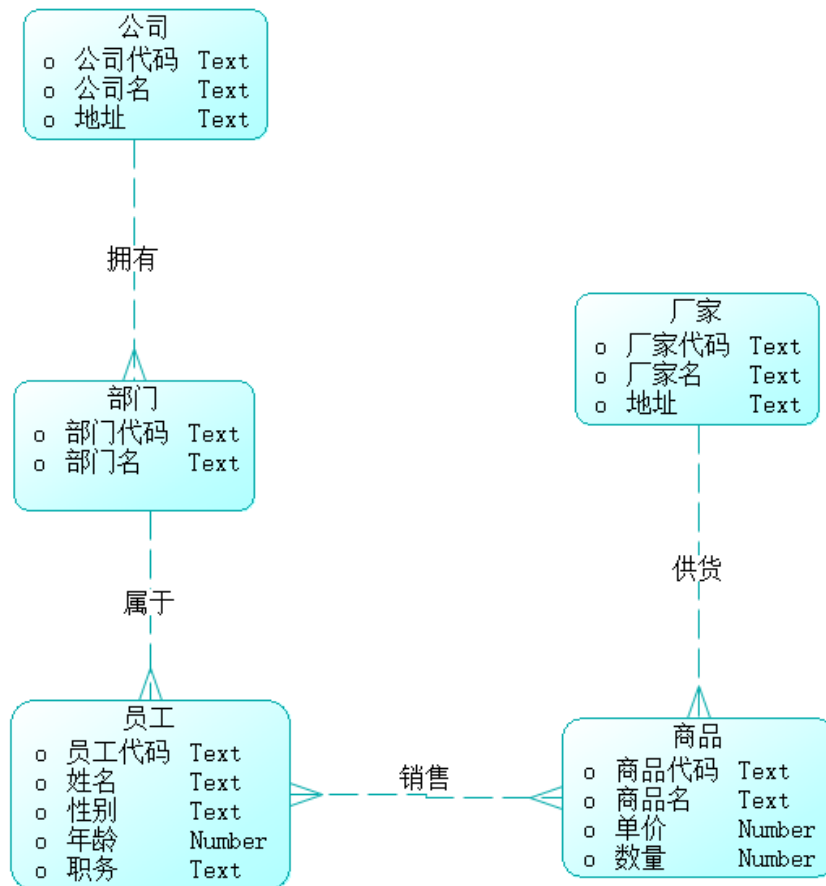 公司
o 公司代码 Text
o 公司名 Text
o 地址 Text
拥有
部门
o 部门代码 Text
o 部门名 Text
属于
员工
o 员工代码 Text
o 姓名 Text
o 性别 Text
o 年龄 Number
o 职务 Text
销售
厂家
o 厂家代码 Text
o 厂家名 Text
o 地址 Text
供货
商品
o 商品代码 Text
o 商品名 Text
o 单价 Number
o 数量 Number